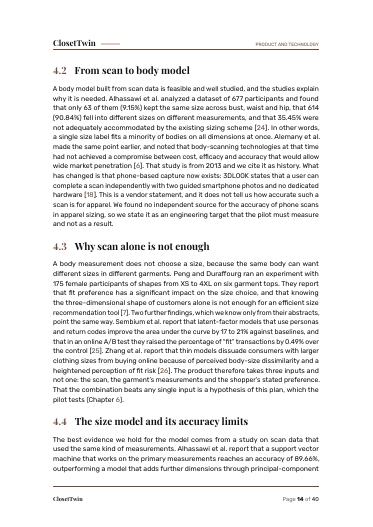 ClosetTwin
PRODUCT AND TECHNOLOGY
4.2 From scan to body model
A body model built from scan data is feasible and well studied, and the studies explain
why it is needed. Alhassawi et al. analyzed a dataset of 677 participants and found
that only 63 of them (9.15%) kept the same size across bust, waist and hip, that 614
(90.84%) fell into different sizes on different measurements, and that 35.45% were
not adequately accommodated by the existing sizing scheme [24]. In other words,
a single size label fits a minority of bodies on all dimensions at once. Alemany et al.
made the same point earlier, and noted that body-scanning technologies at that time
had not achieved a compromise between cost, efficacy and accuracy that would allow
wide market penetration [6]. That study is from 2013 and we cite it as history. What
has changed is that phone-based capture now exists: 3DLOOK states that a user can
complete a scan independently with two guided smartphone photos and no dedicated
hardware [18]. This is a vendor statement, and it does not tell us how accurate such a
scan is for apparel. We found no independent source for the accuracy of phone scans
in apparel sizing, so we state it as an engineering target that the pilot must measure
and not as a result.
4.3 Why scan alone is not enough
A body measurement does not choose a size, because the same body can want
different sizes in different garments. Peng and Duraffourg ran an experiment with
175 female participants of shapes from XS to 4XL on six garment tops. They report
that fit preference has a significant impact on the size choice, and that knowing
the three-dimensional shape of customers alone is not enough for an efficient size
recommendation tool [7]. Two further findings, which we know only from their abstracts,
point the same way. Sembium et al. report that latent-factor models that use personas
and return codes improve the area under the curve by 17 to 21% against baselines, and
that in an online A/B test they raised the percentage of "fit" transactions by 0.49% over
the control [25]. Zhang et al. report that thin models dissuade consumers with larger
clothing sizes from buying online because of perceived body-size dissimilarity and a
heightened perception of fit risk [26]. The product therefore takes three inputs and
not one: the scan, the garment's measurements and the shopper's stated preference.
That the combination beats any single input is a hypothesis of this plan, which the
pilot tests (Chapter 6).
4.4 The size model and its accuracy limits
The best evidence we hold for the model comes from a study on scan data that
used the same kind of measurements. Alhassawi et al. report that a support vector
machine that works on the primary measurements reaches an accuracy of 89.66%,
outperforming a model that adds further dimensions through principal-component
ClosetTwin
Page 14 of 40